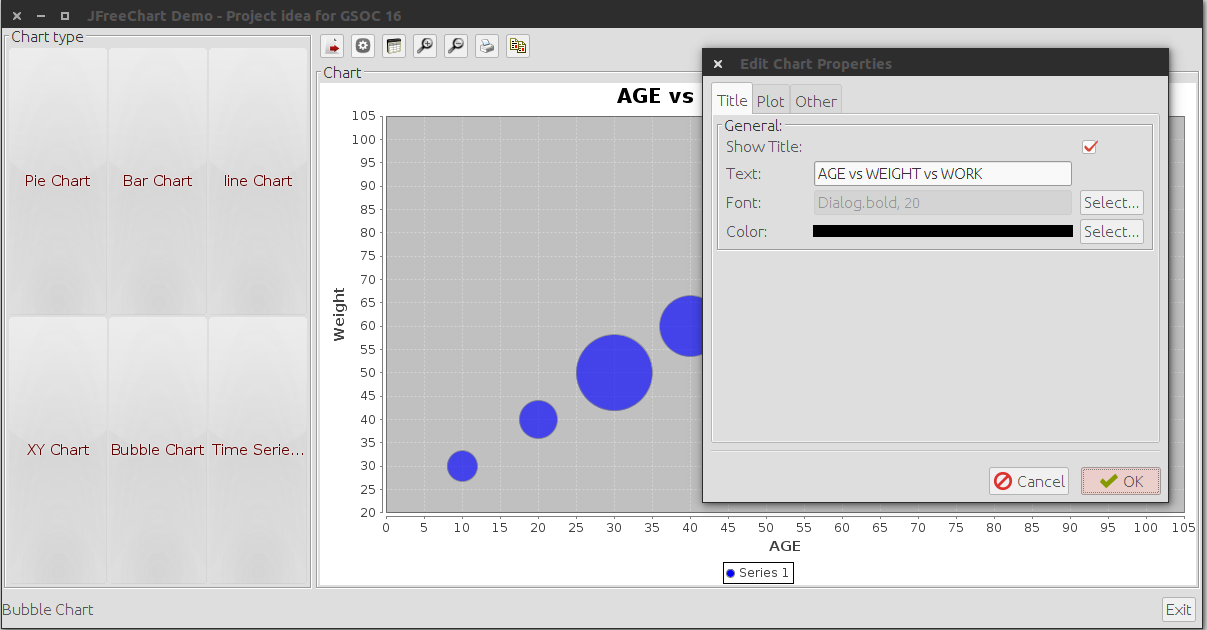 JFreeChart Demo - Project idea for GSOC 16
Chart type
Pie Chart
Bar Chart
line Chart
XY Chart
Bubble Chart
Time Serie...
Chart
AGE vs
Weight
105
100
95
90
85
80
75
70
65
60
55
50
45
40
35
30
25
20
0 5 10 15 20 25 30 35 40 45 50 55 60 65 70 75 80 85 90 95 100 105
AGE
Series 1
Edit Chart Properties
Title Plot Other
General:
Show Title:
Text: AGE vs WEIGHT vs WORK
Font: Dialog.bold, 20 Select...
Color: Select...
Cancel OK
Bubble Chart
Exit